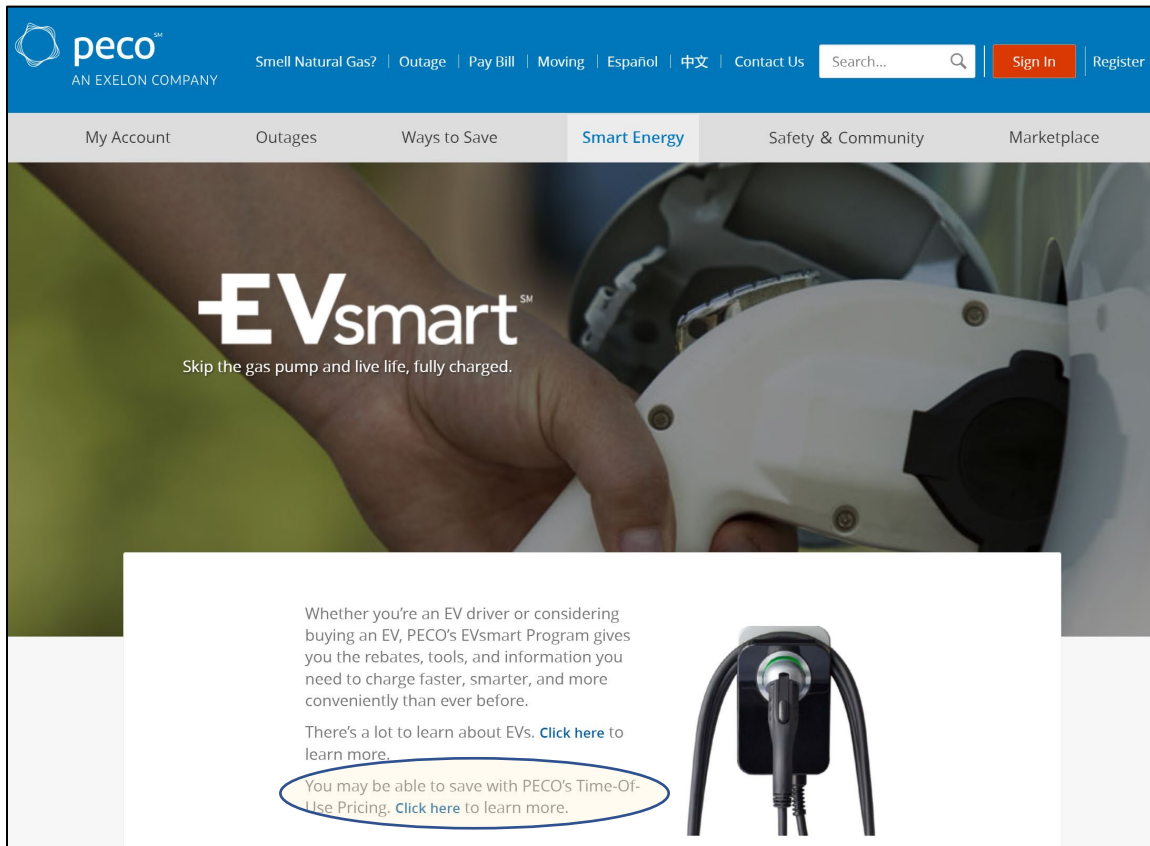 peco℠
AN EXELON COMPANY
Smell Natural Gas? | Outage | Pay Bill | Moving | Español | 中文 | Contact Us Search... Sign In Register
My Account Outages Ways to Save Smart Energy Safety & Community Marketplace
EVsmart℠
Skip the gas pump and live life, fully charged.
Whether you're an EV driver or considering
buying an EV, PECO's EVsmart Program gives
you the rebates, tools, and information you
need to charge faster, smarter, and more
conveniently than ever before.
There's a lot to learn about EVs. Click here to
learn more.
You may be able to save with PECO's Time-Of-
Use Pricing. Click here to learn more.